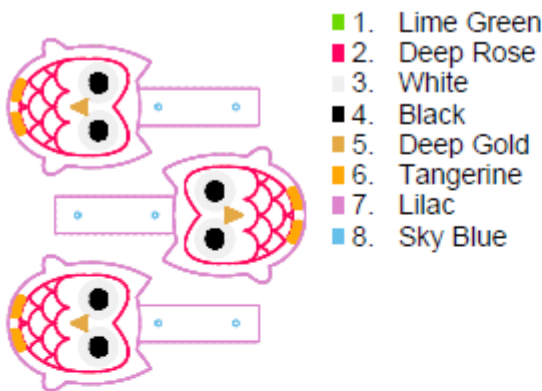 1. Lime Green
2. Deep Rose
3. White
4. Black
5. Deep Gold
6. Tangerine
7. Lilac
8. Sky Blue